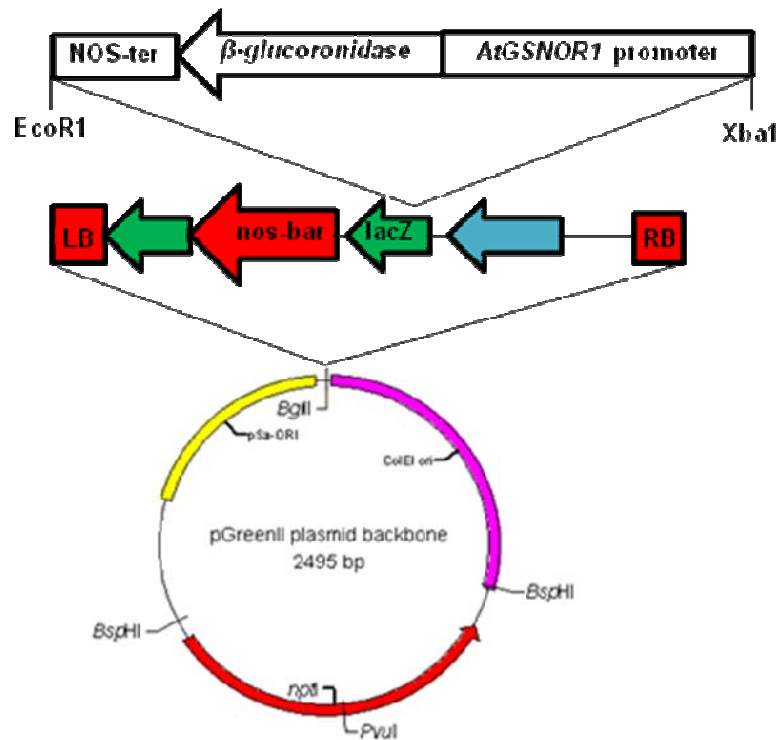 NOS-ter
β-glucoronidase
AtGSNOR1 promoter
EcoR1
Xba1
LB
nos-bar
lacZ
RB
BglII
pSa-ORI
ColEI ori
pGreenII plasmid backbone
2495 bp
BspHI
BspHI
nptI
PvuI